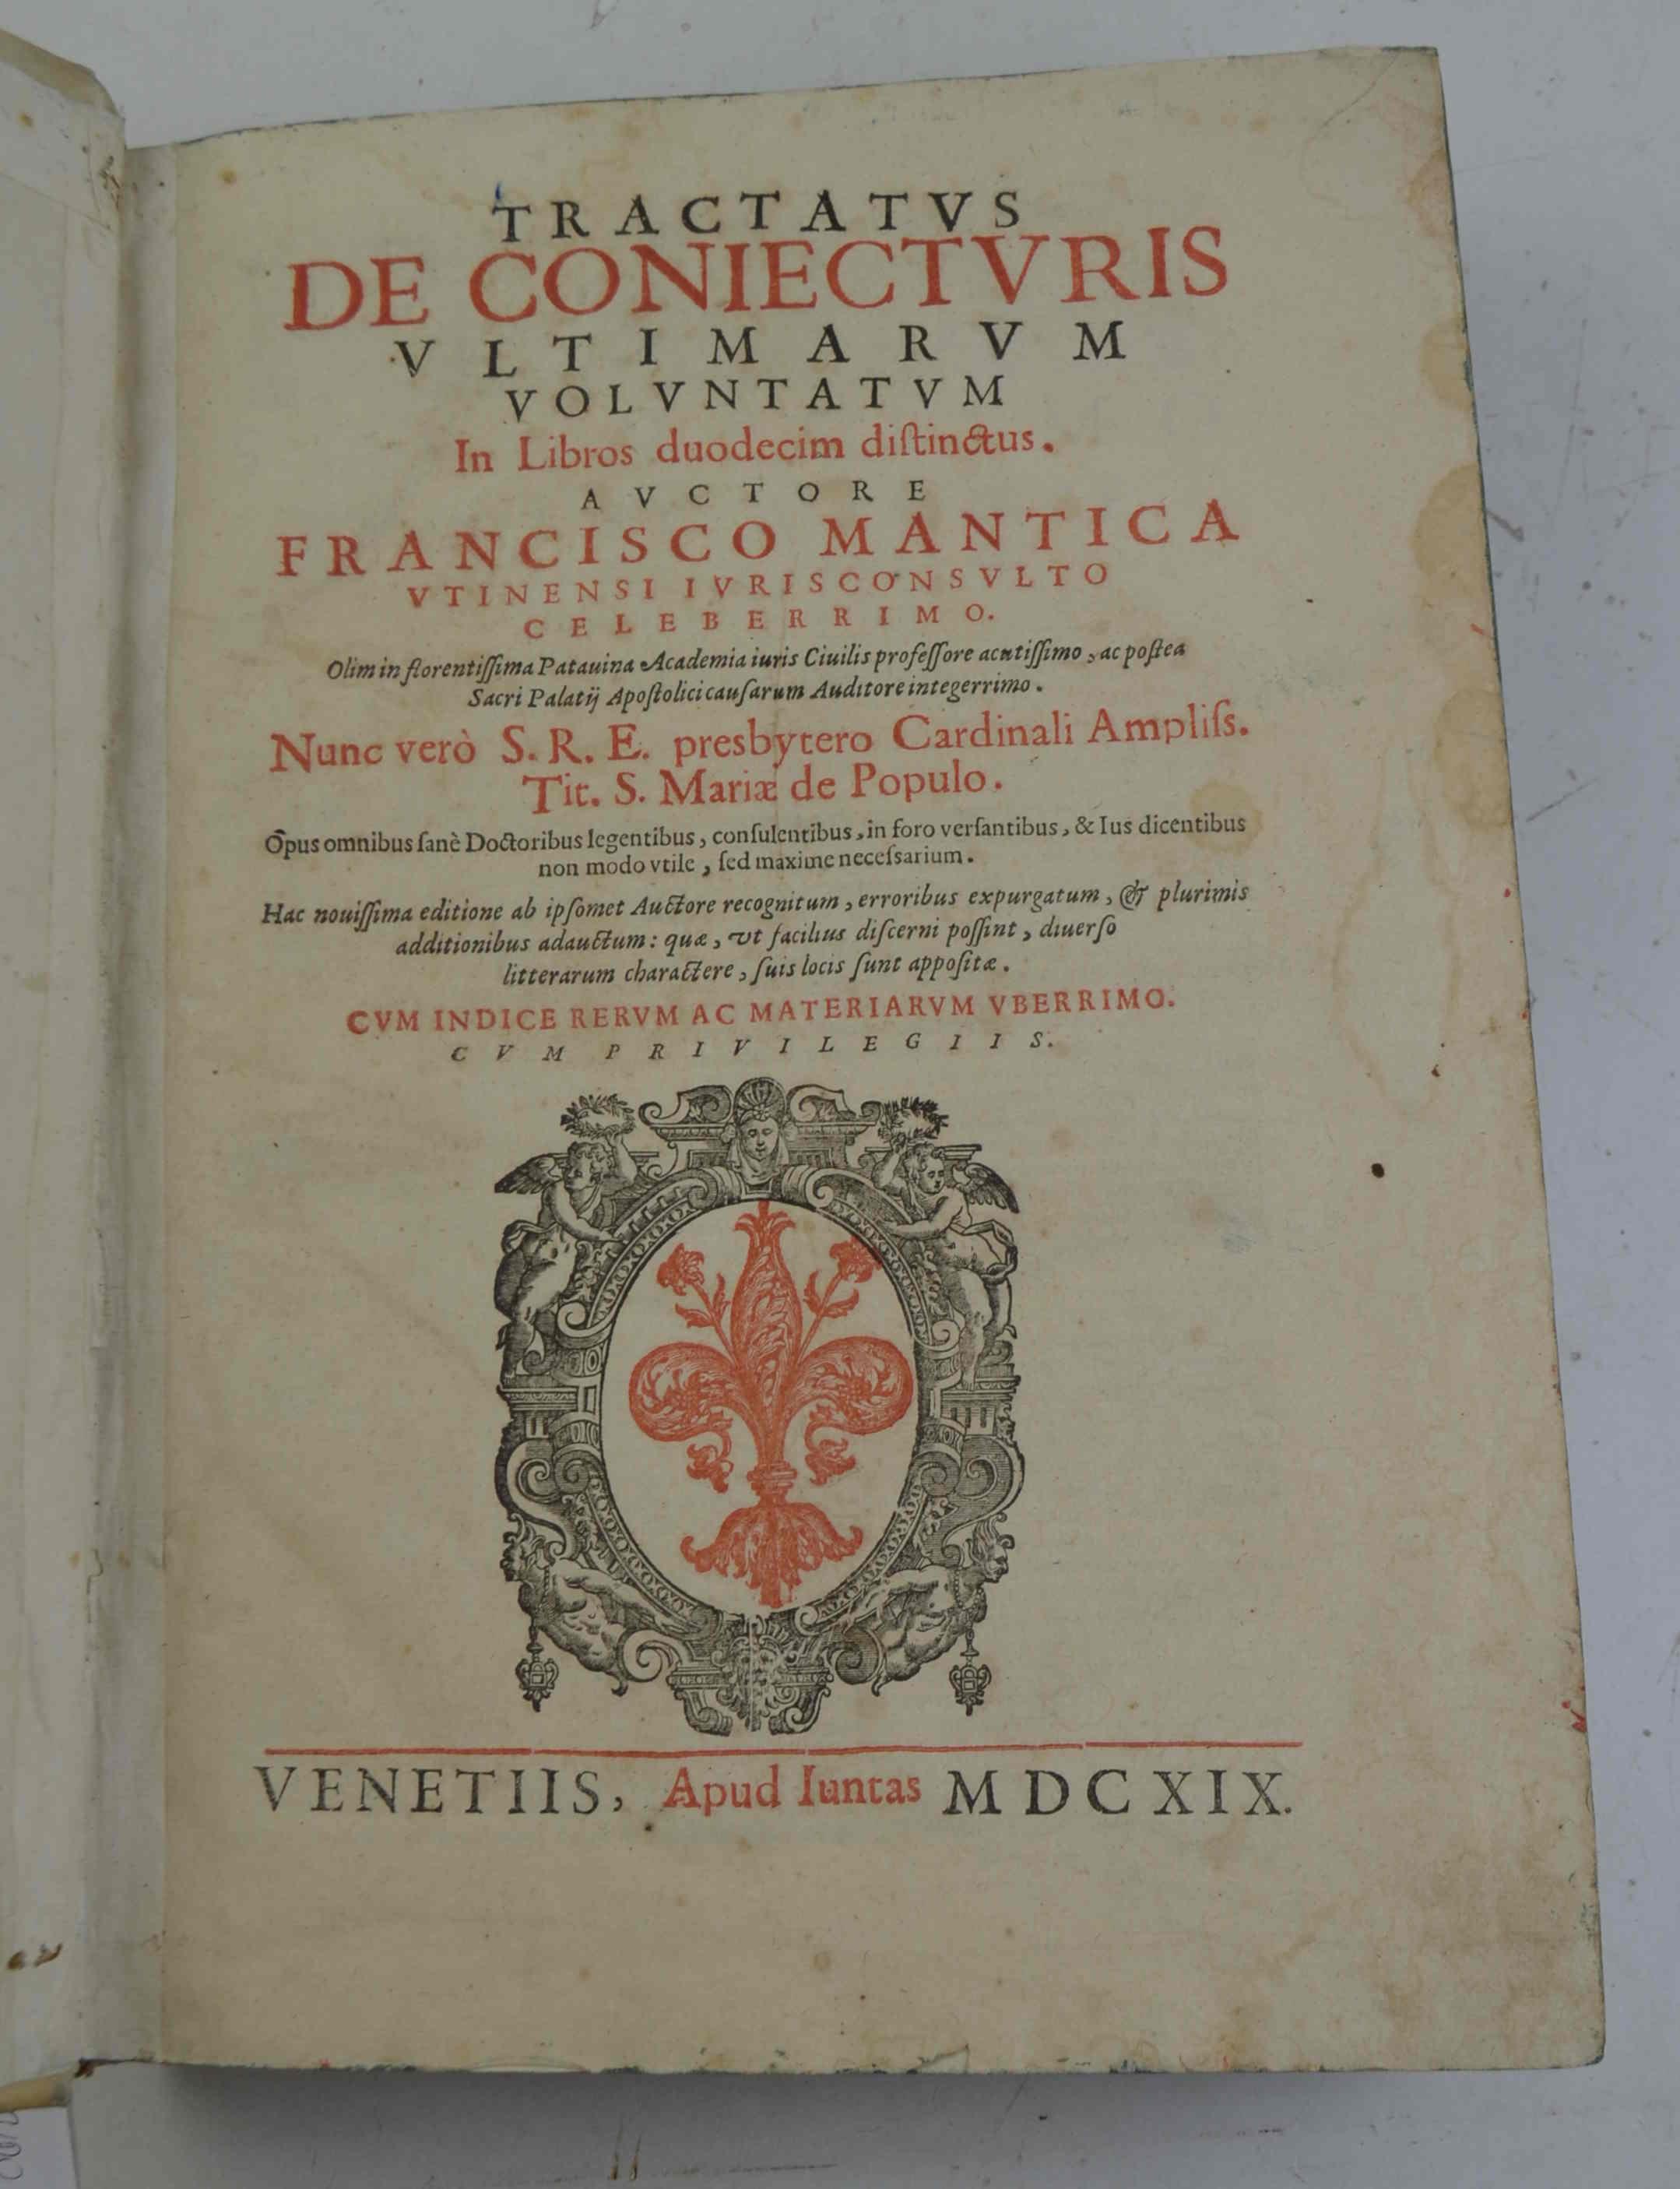 TRACTATVS
DE CONIECTVRIS
VLTIMARVM
VOLVNTATVM
In Libros duodecim diſtinctus.
AVCTORE
FRANCISCO MANTICA
VTINENSI IVRISCONSVLTO
CELEBERRIMO.
Olim in florentiſſima Patauina Academia iuris Ciuilis profeſſore acutiſſimo, ac poſtea
Sacri Palatij Apoſtolici cauſarum Auditore integerrimo.
Nunc verò S. R. E. presbytero Cardinali Ampliſs.
Tit. S. Mariæ de Populo.
Opus omnibus ſanè Doctoribus legentibus, conſulentibus, in foro verſantibus, & Ius dicentibus
non modo vtile, ſed maxime neceſsarium.
Hac nouiſſima editione ab ipſomet Auctore recognitum, erroribus expurgatum, & plurimis
additionibus adauctum: quæ, vt facilius diſcerni poſſint, diuerſo
litterarum charactere, ſuis locis ſunt appoſitæ.
CVM INDICE RERVM AC MATERIARVM VBERRIMO.
CVM PRIVILEGIIS.
VENETIIS, Apud Iuntas MDCXIX.